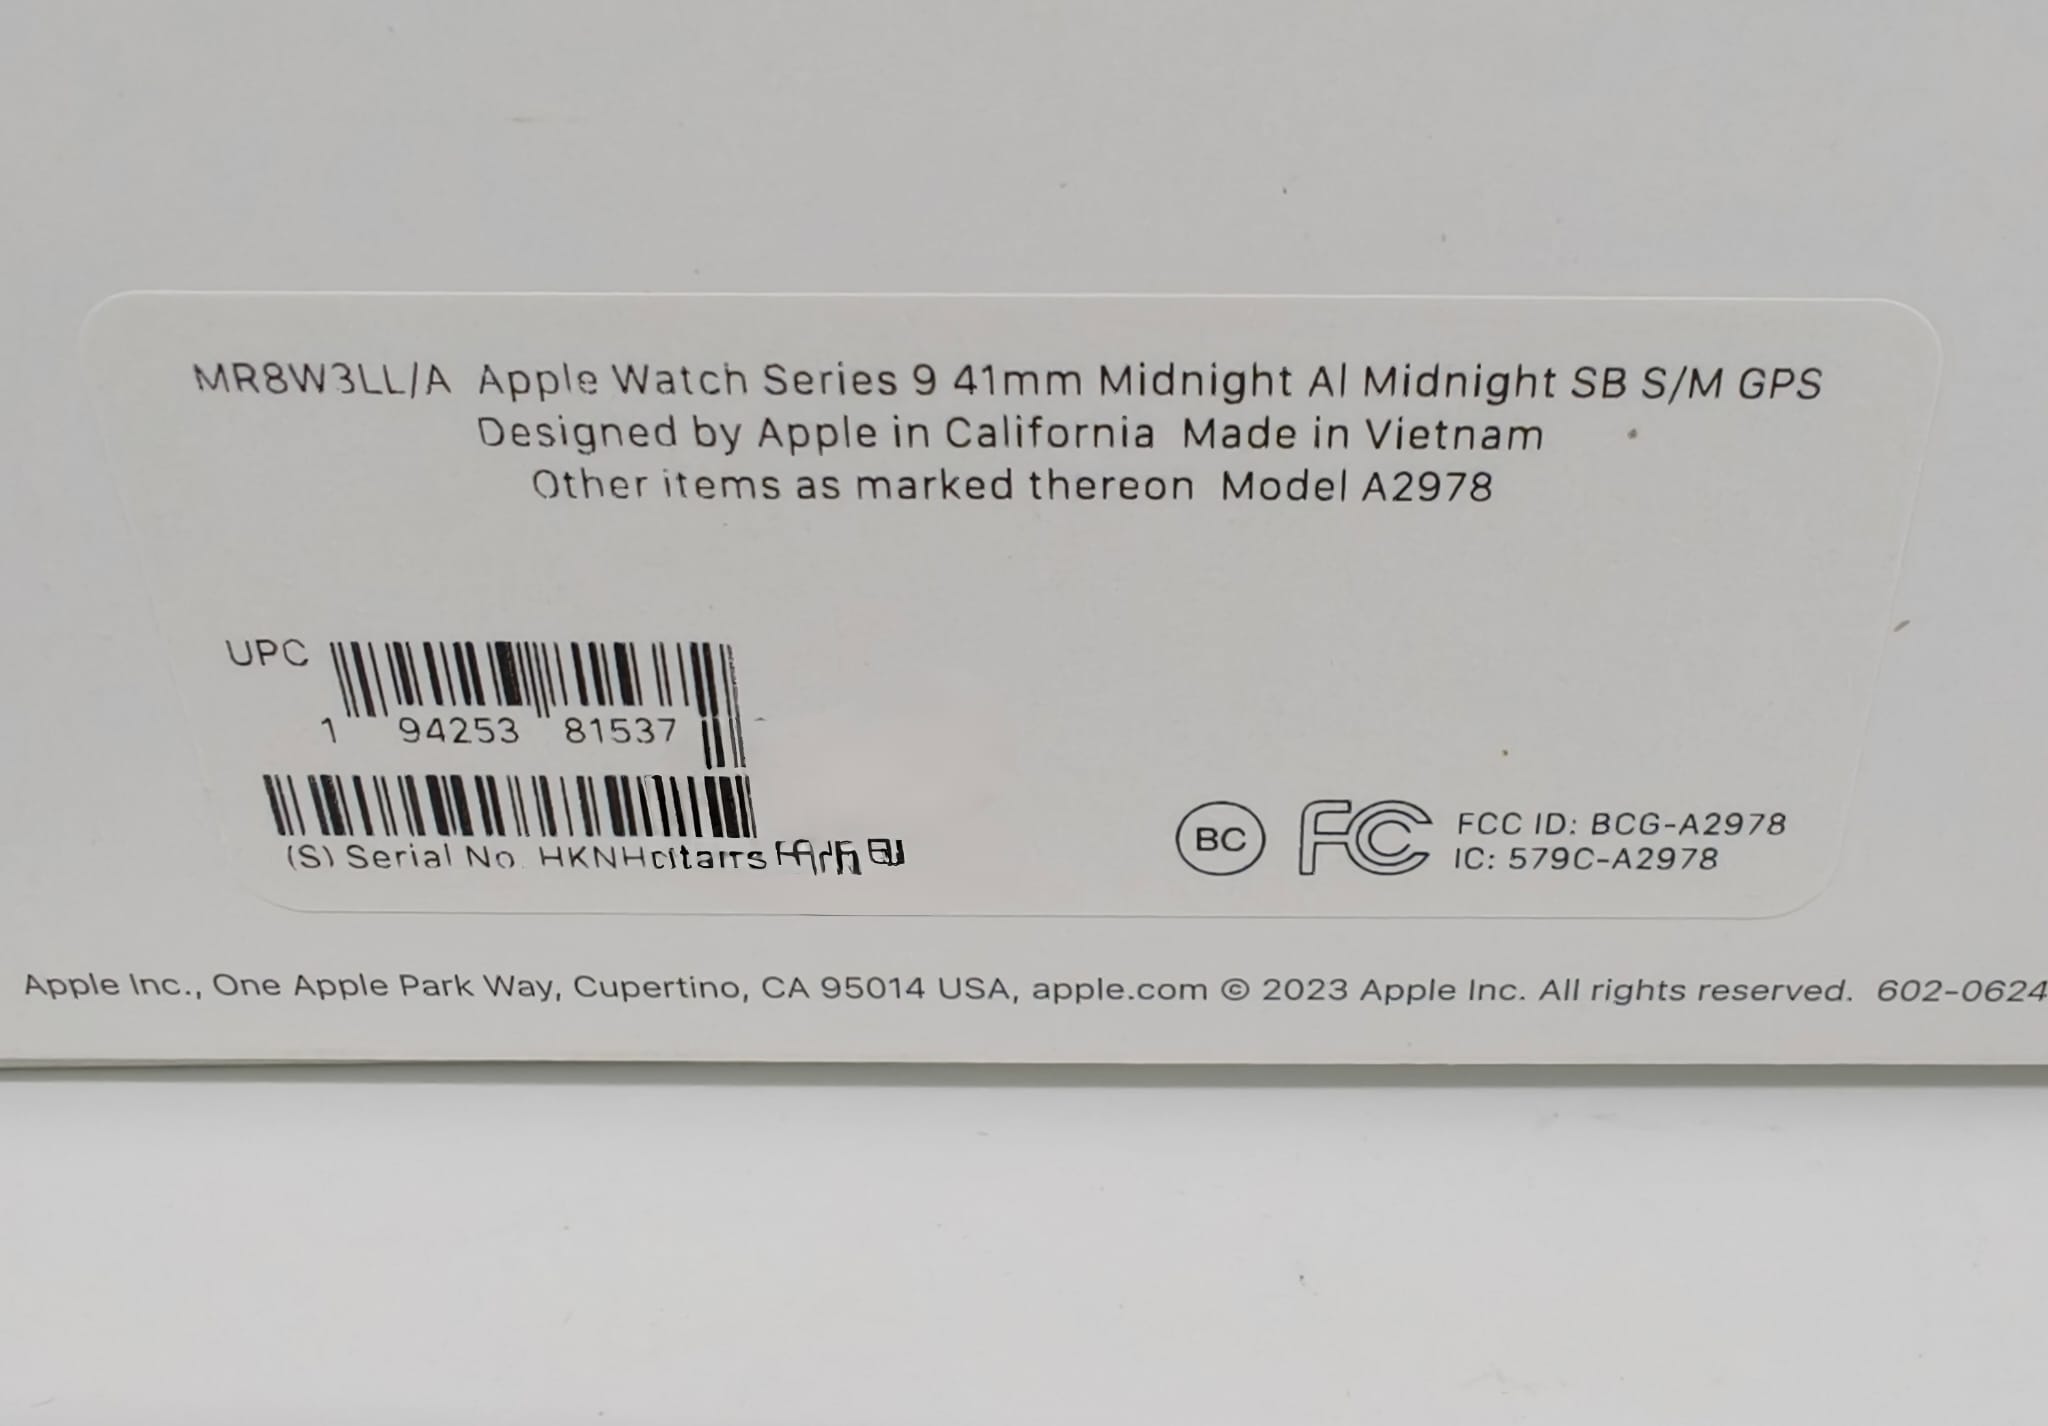 MR8W3LL/A Apple Watch Series 9 41mm Midnight Al Midnight SB S/M GPS
Designed by Apple in California Made in Vietnam
Other items as marked thereon Model A2978
UPC
1 94253 81537
(S) Serial No.
BC FC FCC ID: BCG-A2978
IC: 579C-A2978
Apple Inc., One Apple Park Way, Cupertino, CA 95014 USA, apple.com © 2023 Apple Inc. All rights reserved. 602-0624